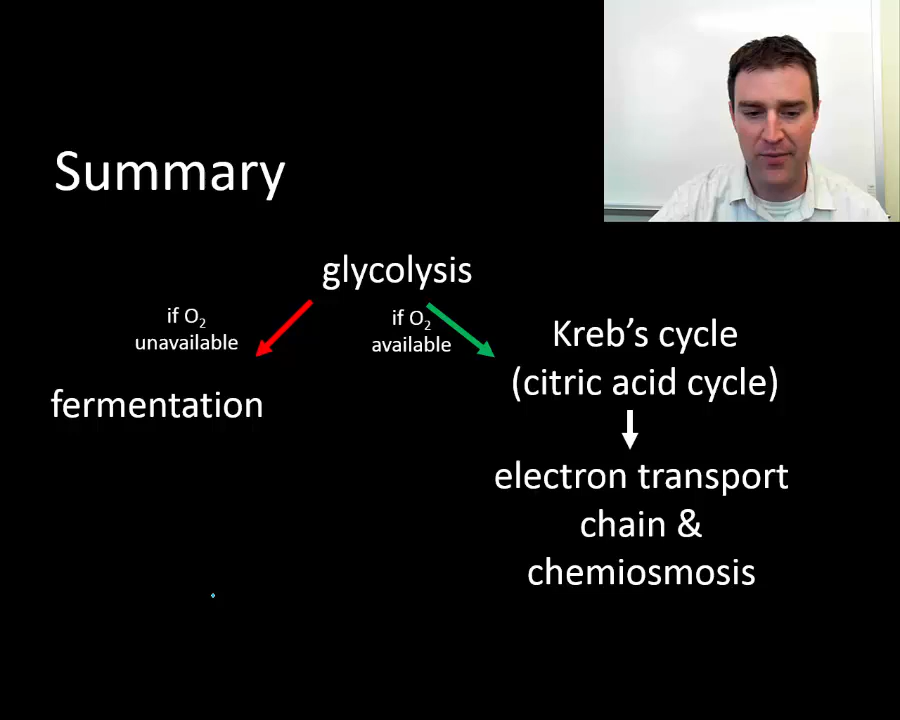 Summary
glycolysis
if O₂
unavailable
if O₂
available
fermentation
Kreb’s cycle
(citric acid cycle)
electron transport
chain &
chemiosmosis